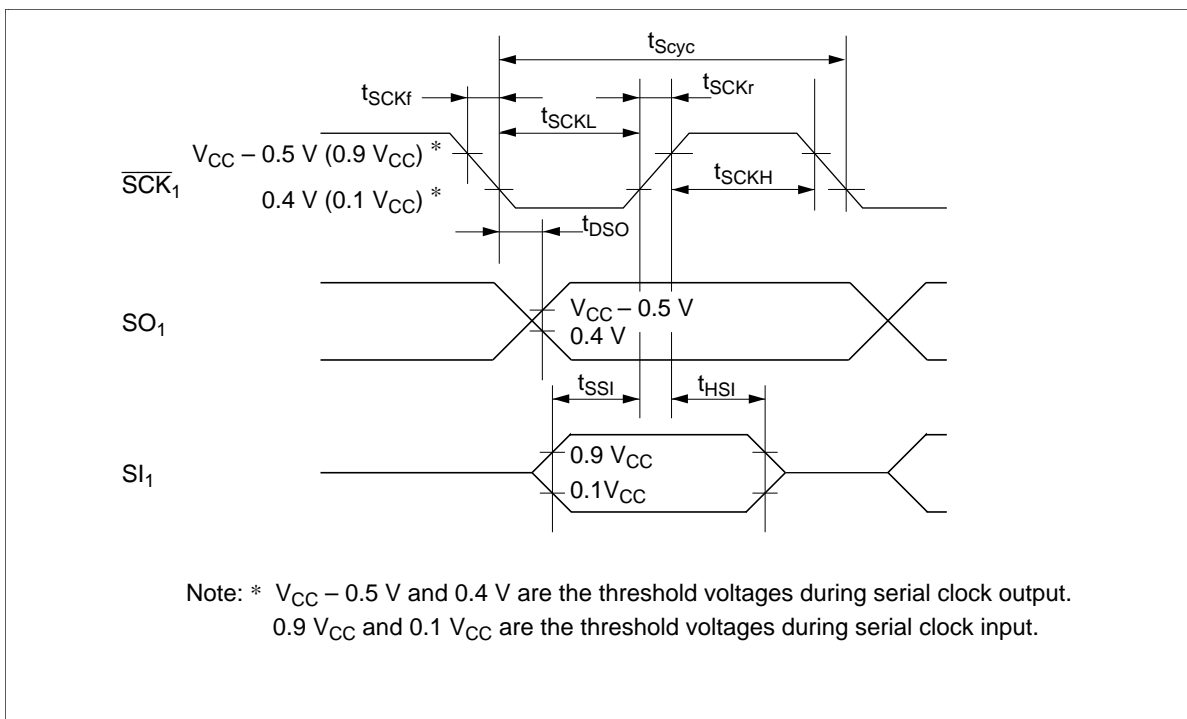 tScyc
tSCKf
tSCKr
tSCKL
VCC – 0.5 V (0.9 VCC) *
SCK1
tSCKH
0.4 V (0.1 VCC) *
tDSO
SO1
VCC – 0.5 V
0.4 V
tSSI
tHSI
SI1
0.9 VCC
0.1VCC
Note: * VCC – 0.5 V and 0.4 V are the threshold voltages during serial clock output.
0.9 VCC and 0.1 VCC are the threshold voltages during serial clock input.